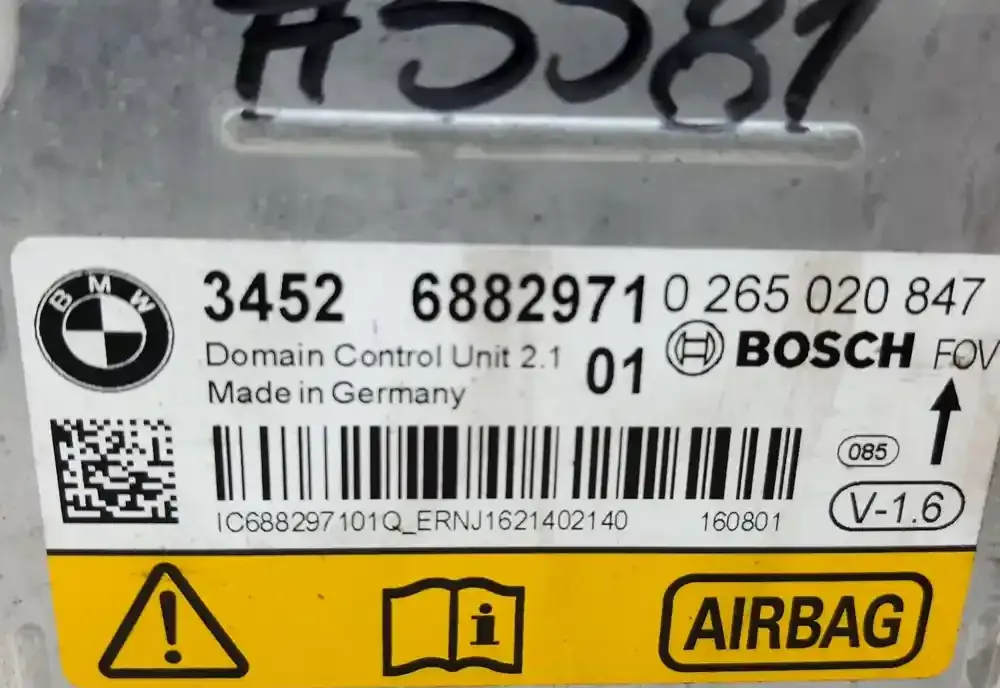 A5581
BMW
3452 6882971 0 265 020 847
Domain Control Unit 2.1 01 BOSCH FOV
Made in Germany
085
V-1.6
IC688297101Q_ERNJ1621402140 160801
AIRBAG